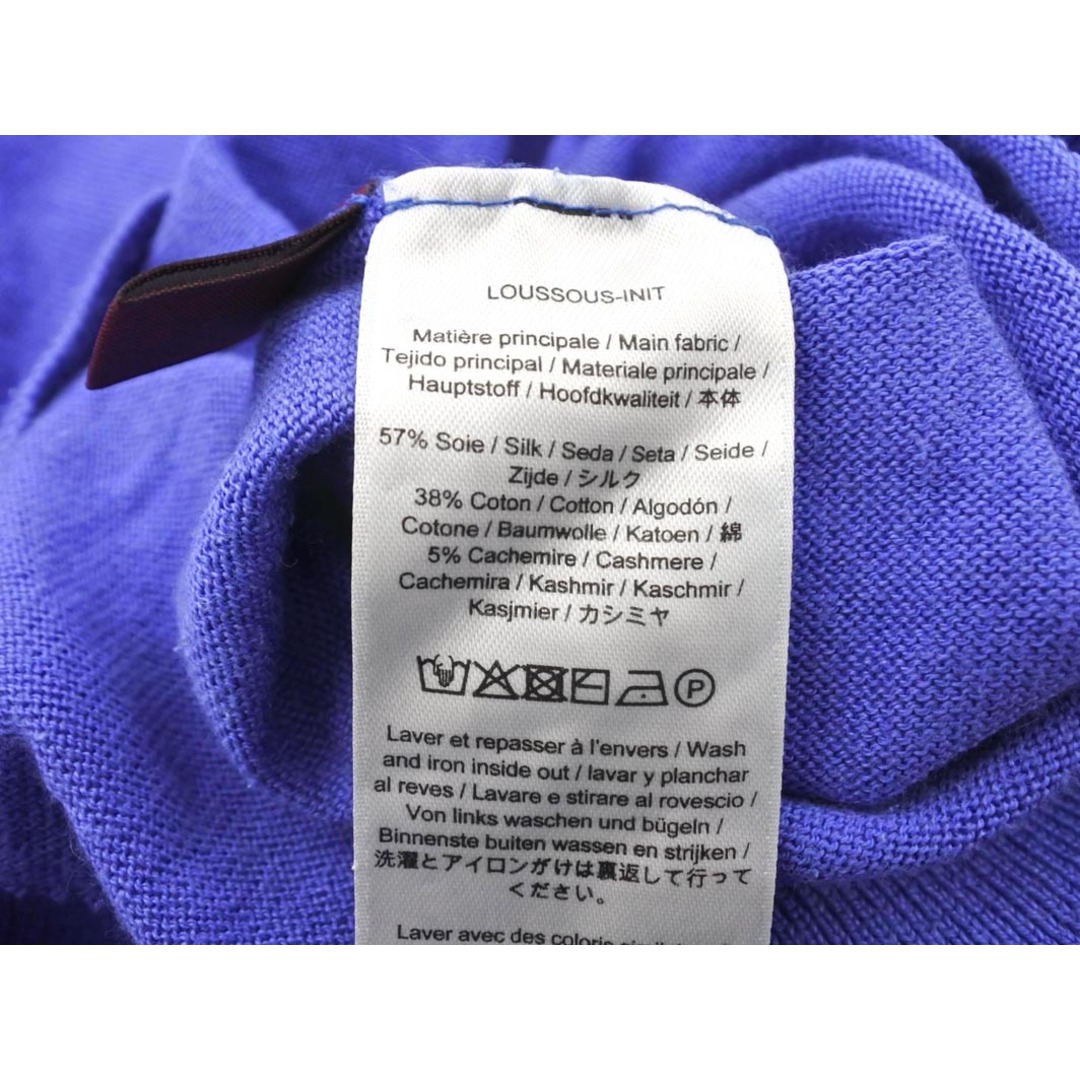 LOUSSOUS-INIT
Matière principale / Main fabric /
Tejido principal / Materiale principale /
Hauptstoff / Hoofdkwaliteit / 本体
57% Soie / Silk / Seda / Seta / Seide /
Zijde / シルク
38% Coton / Cotton / Algodón /
Cotone / Baumwolle / Katoen / 綿
5% Cachemire / Cashmere /
Cachemira / Kashmir / Kaschmir /
Kasjmier / カシミヤ
P
Laver et repasser à l'envers / Wash
and iron inside out / lavar y planchar
al reves / Lavare e stirare al rovescio /
Von links waschen und bügeln /
Binnenste buiten wassen en strijken /
洗濯とアイロンがけは裏返して行って
ください。
Laver avec des coloris